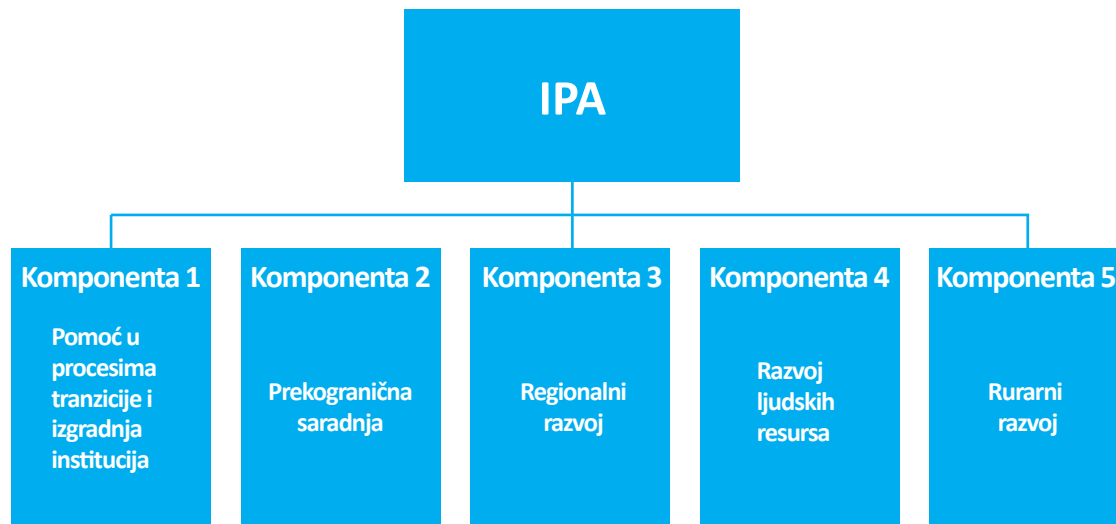 IPA
Komponenta 1
Pomoć u
procesima
tranzicije i
izgradnja
institucija
Komponenta 2
Prekogranična
saradnja
Komponenta 3
Regionalni
razvoj
Komponenta 4
Razvoj
ljudskih
resursa
Komponenta 5
Rurarni
razvoj